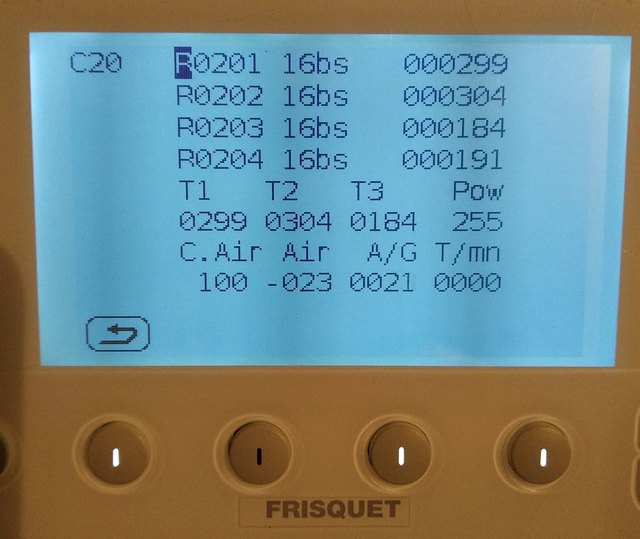 C20 R0201 16bs 000299
R0202 16bs 000304
R0203 16bs 000184
R0204 16bs 000191
T1 T2 T3 Pow
0299 0304 0184 255
C.Air Air A/G T/mn
100 -023 0021 0000
FRISQUET